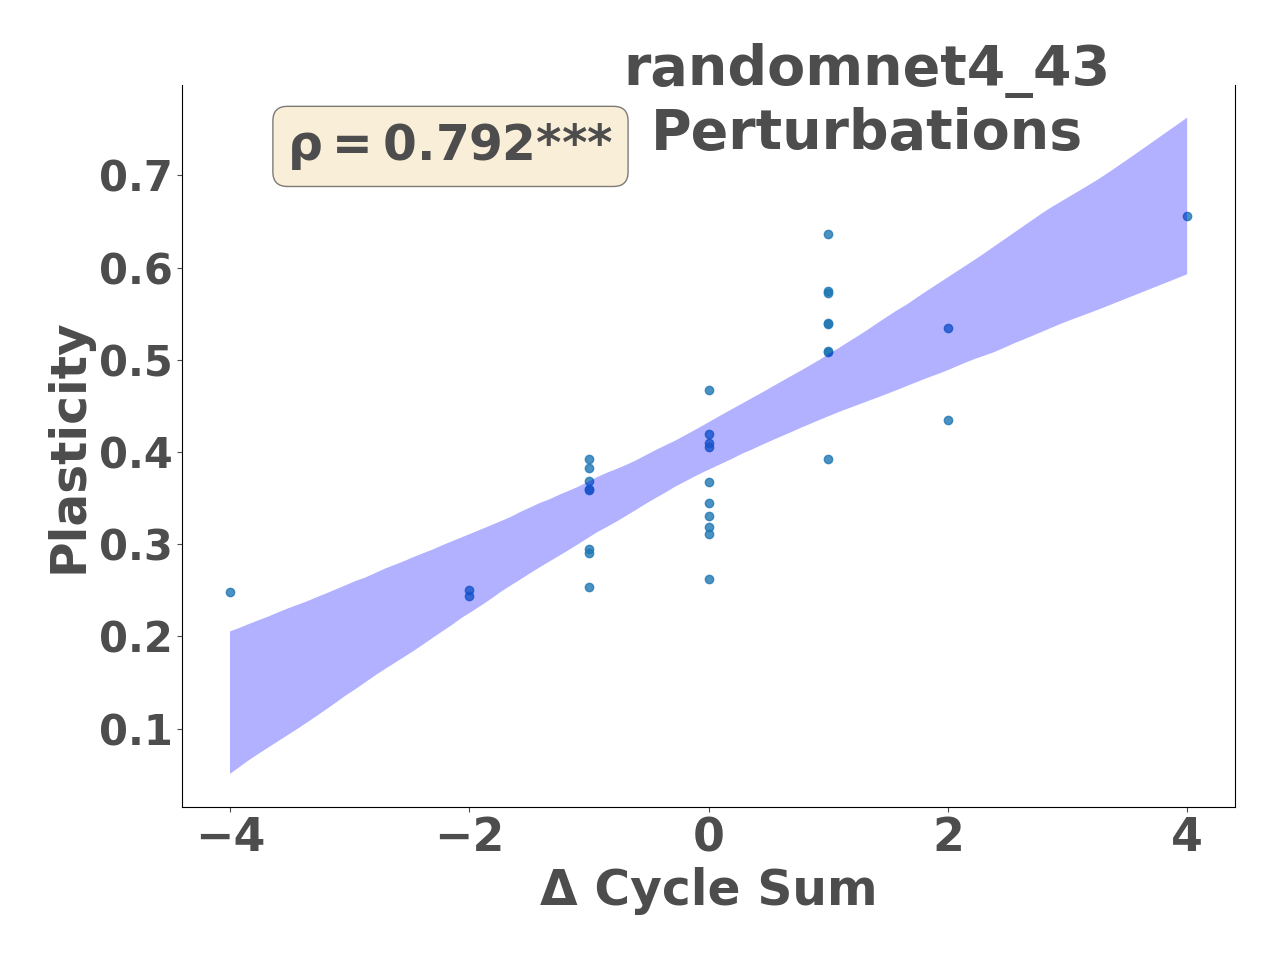 randomnet4_43
Perturbations
ρ = 0.792***
0.7
0.6
0.5
0.4
0.3
0.2
0.1
Plasticity
−4 −2 0 2 4
Δ Cycle Sum